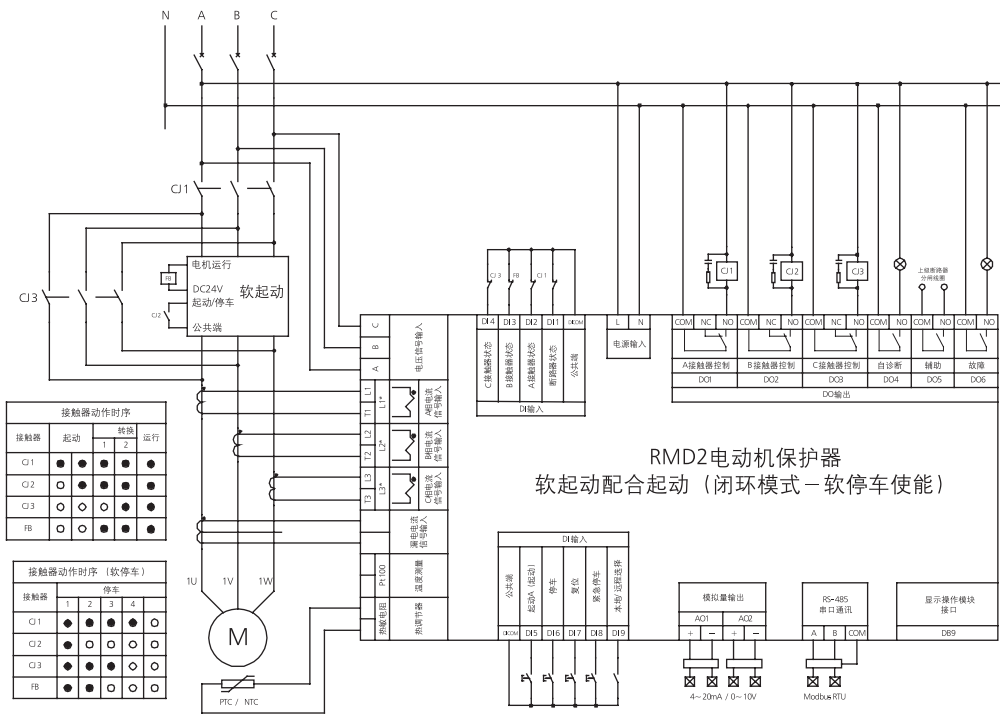 N A B C
CJ1
电机运行
FB
DC24V
软起动
起动/停车
CJ2
公共端
CJ3
C
B
A
电压信号输入
L1
T1
L1*
A相电流
信号输入
L2
T2
L2*
B相电流
信号输入
L3
T3
L3*
C相电流
信号输入
漏电电流
信号输入
Pt100
温度测量
热敏电阻
热调节器
CJ3 FB CJ1
DI4 DI3 DI2 DI1 DICOM
C接触器状态
B接触器状态
A接触器状态
断路器状态
公共端
DI输入
L N
电源输入
CJ1 CJ2 CJ3
上级断路器
分闸线圈
COM NC NO COM NC NO COM NC NO COM NO COM NO COM NO
A接触器控制 B接触器控制 C接触器控制 自诊断 辅助 故障
DO1 DO2 DO3 DO4 DO5 DO6
DO输出
RMD2电动机保护器
软起动配合起动（闭环模式－软停车使能）
接触器动作时序
接触器 起动 转换 运行
1 2
CJ1
CJ2
CJ3
FB
接触器动作时序（软停车）
接触器 停车
1 2 3 4
CJ1
CJ2
CJ3
FB
1U 1V 1W
M
PTC / NTC
DI输入
公共端
起动A（起动）
停车
复位
紧急停车
本地/远程选择
DICOM DI5 DI6 DI7 DI8 DI9
模拟量输出
AO1 AO2
+ − + −
4～20mA / 0～10V
RS-485
串口通讯
A B COM
Modbus RTU
显示操作模块
接口
DB9